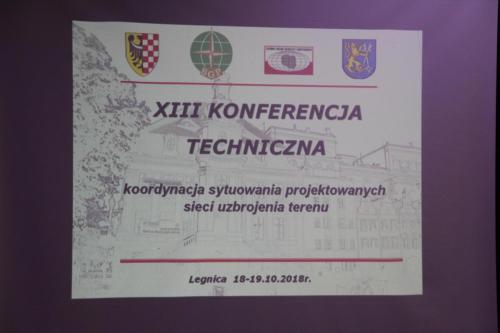 XIII KONFERENCJA
TECHNICZNA
koordynacja sytuowania projektowanych
sieci uzbrojenia terenu
Legnica 18-19.10.2018r.